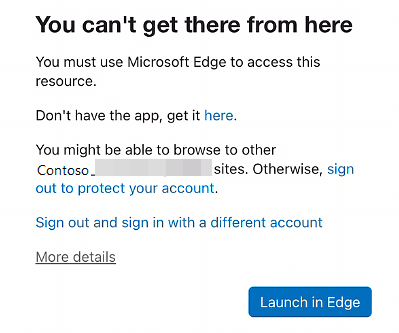 You can't get there from here
You must use Microsoft Edge to access this
resource.
Don't have the app, get it here.
You might be able to browse to other
Contoso_ sites. Otherwise, sign
out to protect your account.
Sign out and sign in with a different account
More details
Launch in Edge